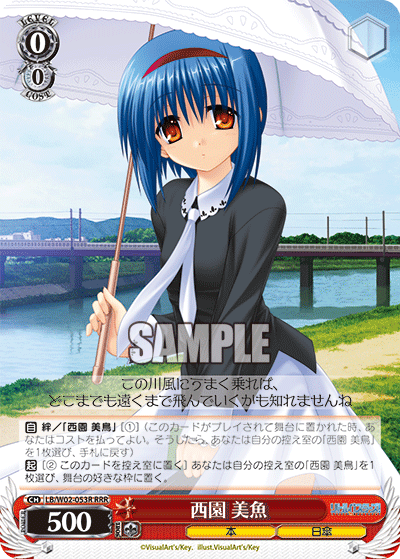 LEVEL
0
0
COST
SAMPLE
この川風にうまく乗れば、
どこまでも遠くまで飛んでいくかも知れませんね
自 絆／「西園 美鳥」［①］（このカードがプレイされて舞台に置かれた時、あ
なたはコストを払ってよい。そうしたら、あなたは自分の控え室の「西園 美鳥」
を1枚選び、手札に戻す）
起［② このカードを控え室に置く］ あなたは自分の控え室の「西園 美鳥」を
1枚選び、舞台の好きな枠に置く。
CH LB/W02-053R RRR
500
西園 美魚
本
日傘
©VisualArt's/Key. illust.VisualArt's/Key